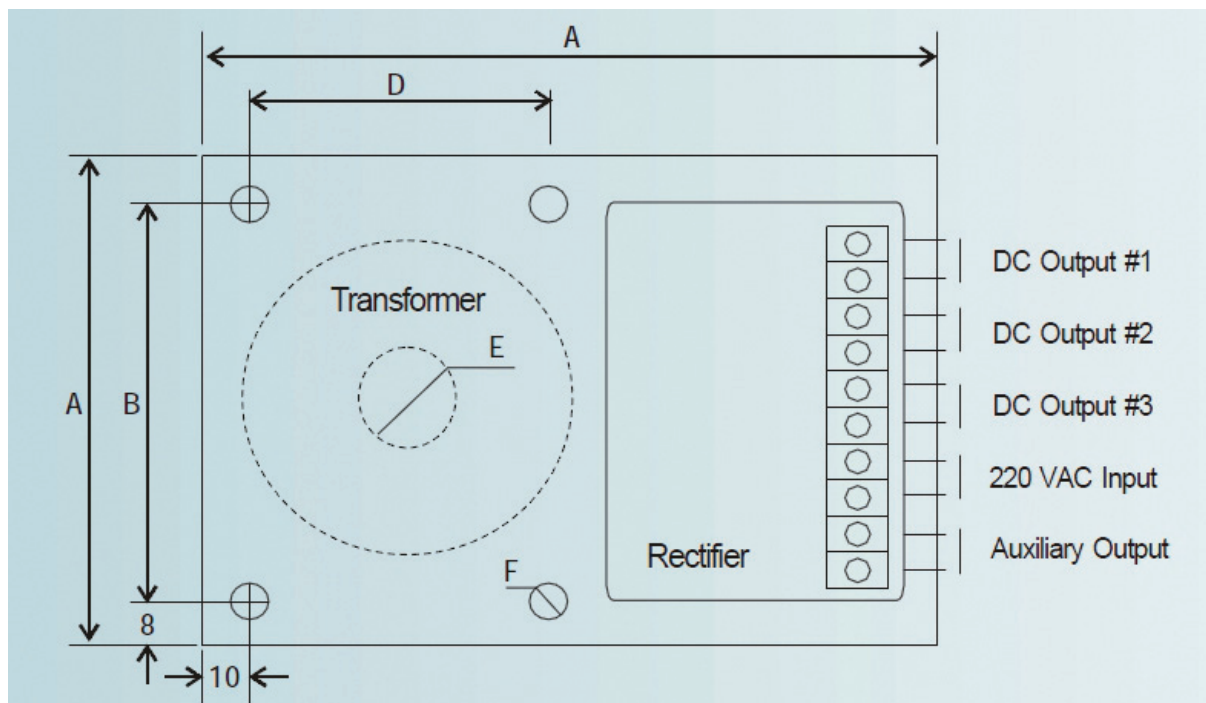 A
D
DC Output #1
Transformer
DC Output #2
E
A
B
DC Output #3
220 VAC Input
Rectifier
Auxiliary Output
F
8
10